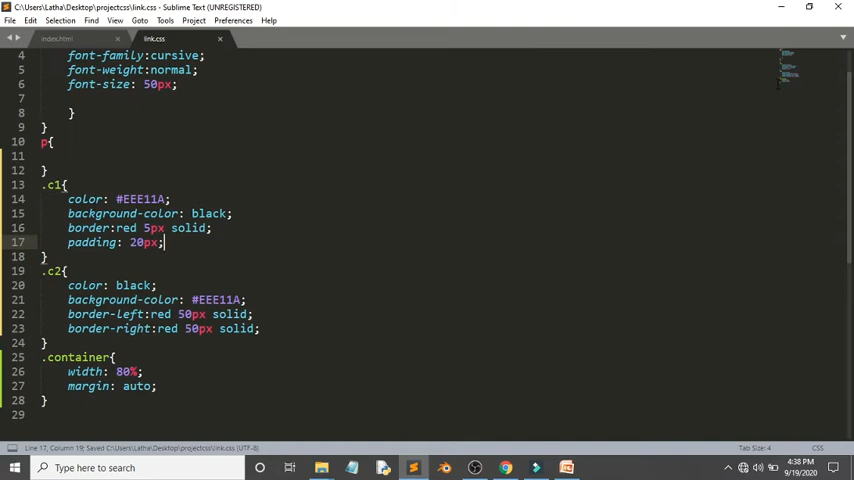 C:\Users\Latha\Desktop\projectcss\link.css - Sublime Text (UNREGISTERED)
File Edit Selection Find View Goto Tools Project Preferences Help
index.html × link.css ×
4 font-family:cursive;
5 font-weight:normal;
6 font-size: 50px;
7
8 }
9 }
10 p{
11
12 }
13 .c1{
14 color: #EEE11A;
15 background-color: black;
16 border:red 5px solid;
17 padding: 20px;
18 }
19 .c2{
20 color: black;
21 background-color: #EEE11A;
22 border-left:red 50px solid;
23 border-right:red 50px solid;
24 }
25 .container{
26 width: 80%;
27 margin: auto;
28 }
29
Line 17, Column 19; Saved C:\Users\Latha\Desktop\projectcss\link.css (UTF-8) Tab Size: 4 CSS
Type here to search
4:38 PM
9/19/2020